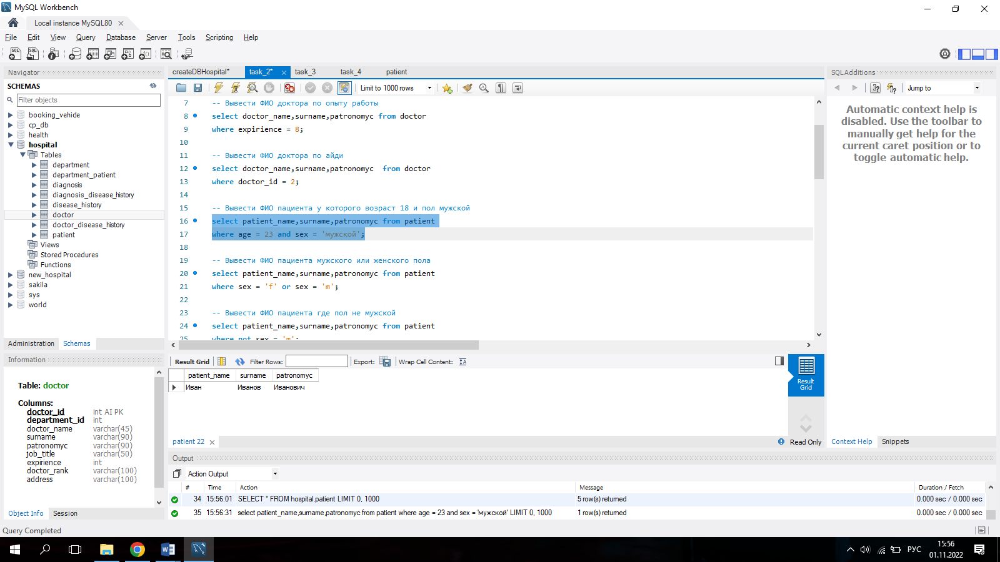 MySQL Workbench
Local instance MySQL80
File Edit View Query Database Server Tools Scripting Help
Navigator
SCHEMAS
Filter objects
booking_vehide
cp_db
health
hospital
Tables
department
department_patient
diagnosis
diagnosis_disease_history
disease_history
doctor
doctor_disease_history
patient
Views
Stored Procedures
Functions
new_hospital
sakila
sys
world
Administration Schemas
Information
Table: doctor
Columns:
doctor_id int AI PK
department_id int
doctor_name varchar(45)
surname varchar(90)
patronomyc varchar(90)
job_title varchar(50)
expirience int
doctor_rank varchar(100)
address varchar(100)
Object Info Session
Query Completed
createDBHospital* task_2* task_3 task_4 patient
Limit to 1000 rows
7 -- Вывести ФИО доктора по опыту работы
8 select doctor_name,surname,patronomyc from doctor
9 where expirience = 8;
10
11 -- Вывести ФИО доктора по айди
12 select doctor_name,surname,patronomyc from doctor
13 where doctor_id = 2;
14
15 -- Вывести ФИО пациента у которого возраст 18 и пол мужской
16 select patient_name,surname,patronomyc from patient
17 where age = 23 and sex = 'мужской';
18
19 -- Вывести ФИО пациента мужского или женского пола
20 select patient_name,surname,patronomyc from patient
21 where sex = 'f' or sex = 'm';
22
23 -- Вывести ФИО пациента где пол не мужской
24 select patient_name,surname,patronomyc from patient
25 where not sex = 'm';
Result Grid Filter Rows: Export: Wrap Cell Content:
patient_name surname patronomyc
Иван Иванов Иванович
Result
Grid
patient 22
Read Only
Output
Action Output
# Time Action Message Duration / Fetch
34 15:56:01 SELECT * FROM hospital.patient LIMIT 0, 1000 5 row(s) returned 0.000 sec / 0.000 sec
35 15:56:31 select patient_name,surname,patronomyc from patient where age = 23 and sex = 'мужской' LIMIT 0, 1000 1 row(s) returned 0.000 sec / 0.000 sec
SQLAdditions
Jump to
Automatic context help is
disabled. Use the toolbar to
manually get help for the
current caret position or to
toggle automatic help.
Context Help Snippets
РУС
15:56
01.11.2022